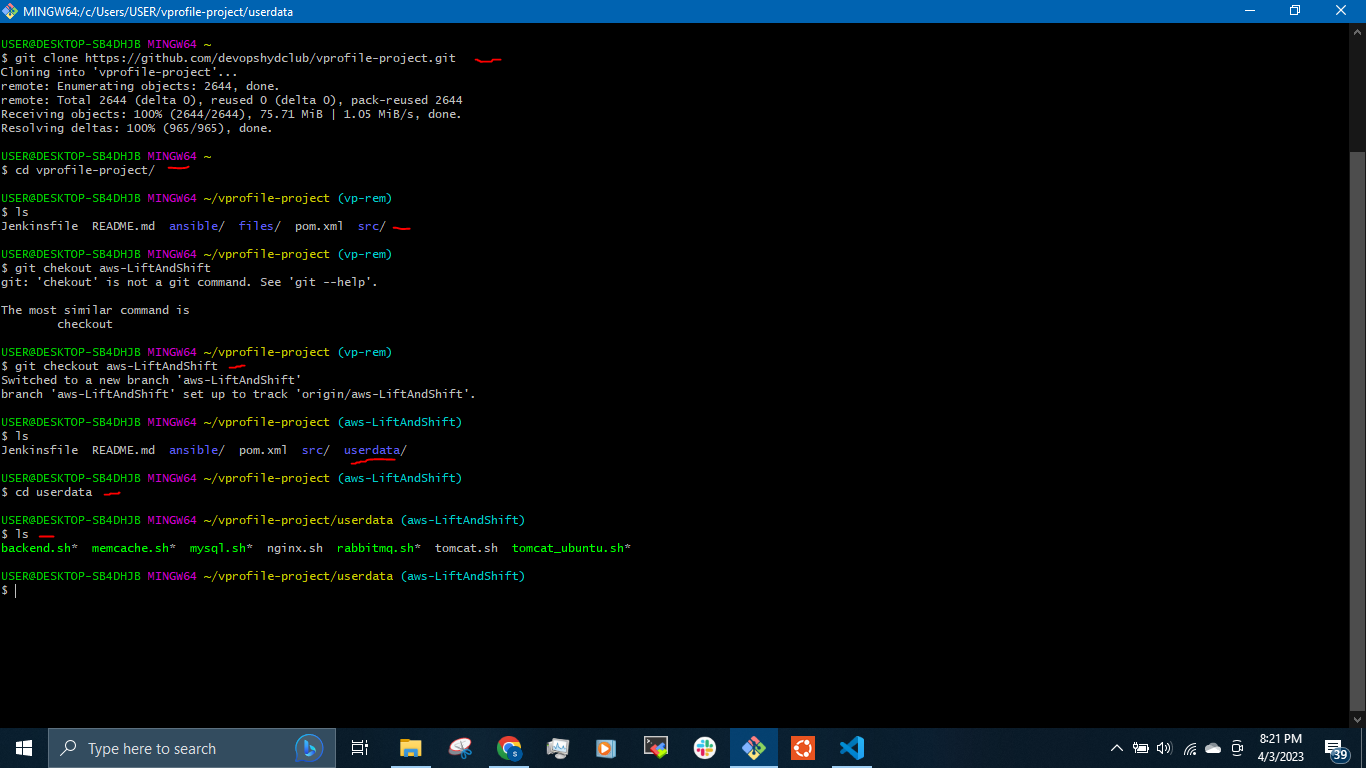 MINGW64:/c/Users/USER/vprofile-project/userdata
USER@DESKTOP-SB4DHJB MINGW64 ~
$ git clone https://github.com/devopshydclub/vprofile-project.git
Cloning into 'vprofile-project'...
remote: Enumerating objects: 2644, done.
remote: Total 2644 (delta 0), reused 0 (delta 0), pack-reused 2644
Receiving objects: 100% (2644/2644), 75.71 MiB | 1.05 MiB/s, done.
Resolving deltas: 100% (965/965), done.
USER@DESKTOP-SB4DHJB MINGW64 ~
$ cd vprofile-project/
USER@DESKTOP-SB4DHJB MINGW64 ~/vprofile-project (vp-rem)
$ ls
Jenkinsfile  README.md  ansible/  files/  pom.xml  src/
USER@DESKTOP-SB4DHJB MINGW64 ~/vprofile-project (vp-rem)
$ git chekout aws-LiftAndShift
git: 'chekout' is not a git command. See 'git --help'.
The most similar command is
checkout
USER@DESKTOP-SB4DHJB MINGW64 ~/vprofile-project (vp-rem)
$ git checkout aws-LiftAndShift
Switched to a new branch 'aws-LiftAndShift'
branch 'aws-LiftAndShift' set up to track 'origin/aws-LiftAndShift'.
USER@DESKTOP-SB4DHJB MINGW64 ~/vprofile-project (aws-LiftAndShift)
$ ls
Jenkinsfile  README.md  ansible/  pom.xml  src/  userdata/
USER@DESKTOP-SB4DHJB MINGW64 ~/vprofile-project (aws-LiftAndShift)
$ cd userdata
USER@DESKTOP-SB4DHJB MINGW64 ~/vprofile-project/userdata (aws-LiftAndShift)
$ ls
backend.sh*  memcache.sh*  mysql.sh*  nginx.sh  rabbitmq.sh*  tomcat.sh  tomcat_ubuntu.sh*
USER@DESKTOP-SB4DHJB MINGW64 ~/vprofile-project/userdata (aws-LiftAndShift)
$
Type here to search
8:21 PM
4/3/2023
39